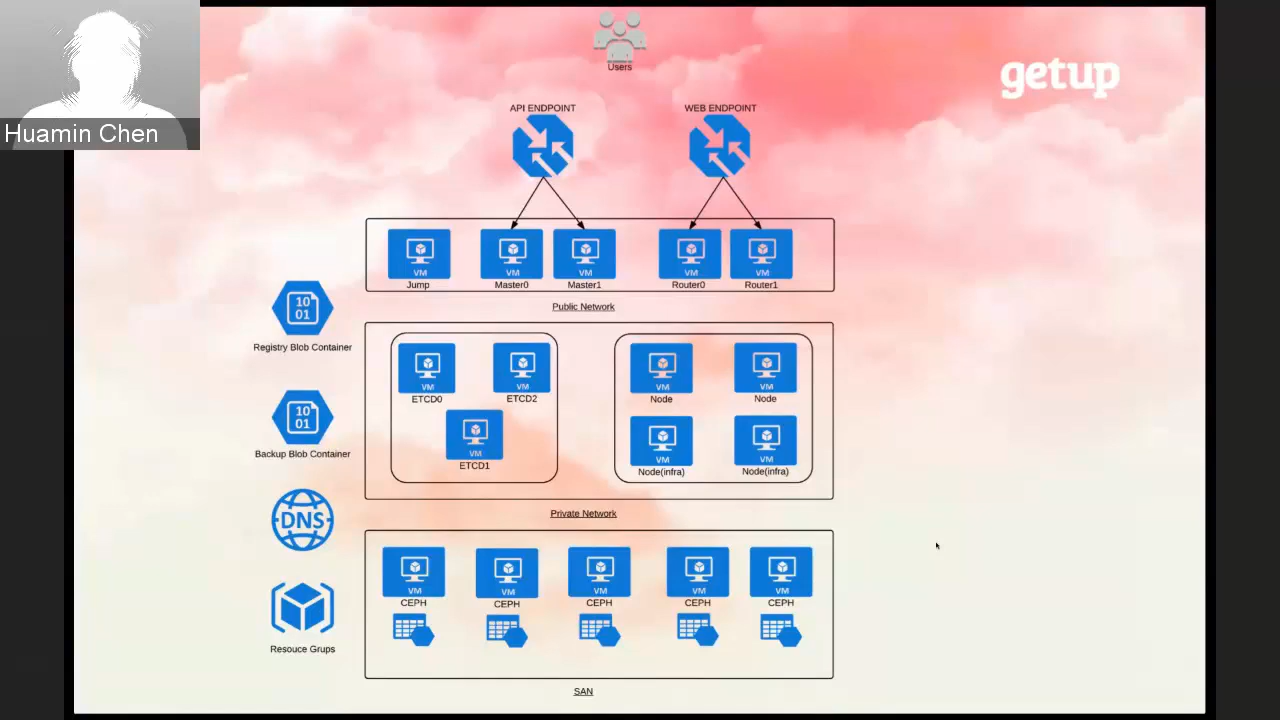 Users
getup
Huamin Chen
API ENDPOINT
WEB ENDPOINT
VM
VM
VM
VM
VM
Jump
Master0
Master1
Router0
Router1
Public Network
10
01
Registry Blob Container
VM
VM
VM
VM
ETCD0
ETCD2
Node
Node
VM
VM
VM
ETCD1
Node(infra)
Node(infra)
10
01
Backup Blob Container
Private Network
DNS
VM
VM
VM
VM
VM
CEPH
CEPH
CEPH
CEPH
CEPH
Resouce Grups
SAN